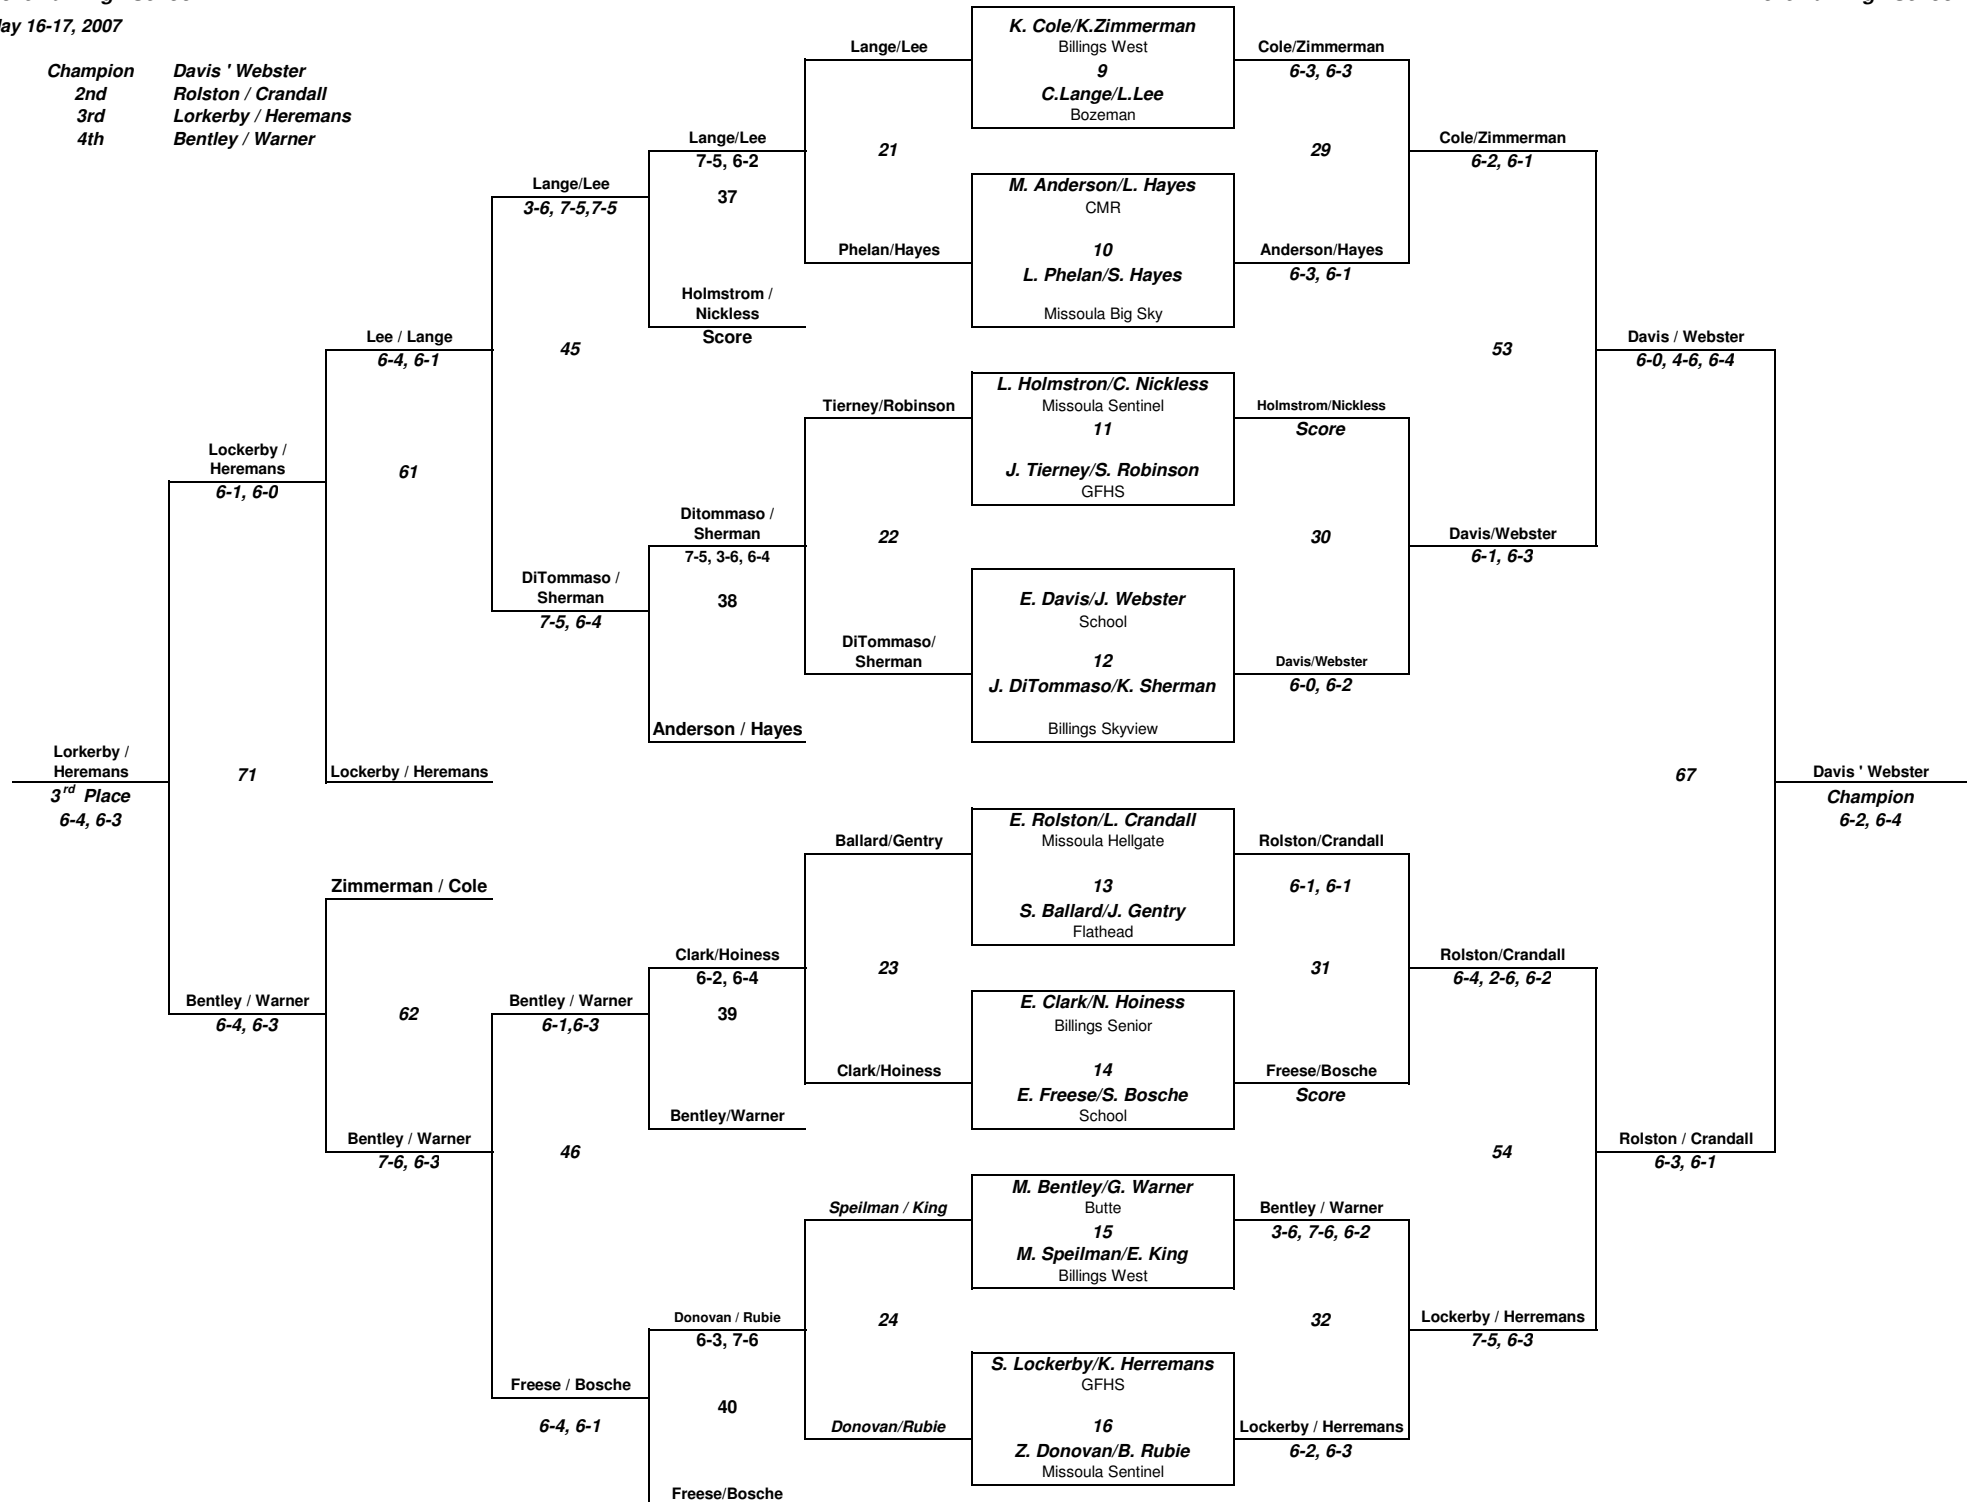 ay 16-17, 2007
Champion Davis ' Webster
2nd Rolston / Crandall
3rd Lorkerby / Heremans
4th Bentley / Warner
Lorkerby /
Heremans
3rd Place
6-4, 6-3
71
Lockerby /
Heremans
6-1, 6-0
Bentley / Warner
6-4, 6-3
Lee / Lange
6-4, 6-1
61
Lockerby / Heremans
Zimmerman / Cole
62
Bentley / Warner
7-6, 6-3
Lange/Lee
3-6, 7-5,7-5
45
DiTommaso /
Sherman
7-5, 6-4
Bentley / Warner
6-1,6-3
46
Freese / Bosche
6-4, 6-1
Lange/Lee
7-5, 6-2
37
Holmstrom /
Nickless
Score
Ditommaso /
Sherman
7-5, 3-6, 6-4
38
Anderson / Hayes
Clark/Hoiness
6-2, 6-4
39
Bentley/Warner
Donovan / Rubie
6-3, 7-6
40
Freese/Bosche
Lange/Lee
21
Phelan/Hayes
Tierney/Robinson
22
DiTommaso/
Sherman
Ballard/Gentry
23
Clark/Hoiness
Speilman / King
24
Donovan/Rubie
K. Cole/K.Zimmerman
Billings West
9
C.Lange/L.Lee
Bozeman
M. Anderson/L. Hayes
CMR
10
L. Phelan/S. Hayes
Missoula Big Sky
L. Holmstron/C. Nickless
Missoula Sentinel
11
J. Tierney/S. Robinson
GFHS
E. Davis/J. Webster
School
12
J. DiTommaso/K. Sherman
Billings Skyview
E. Rolston/L. Crandall
Missoula Hellgate
13
S. Ballard/J. Gentry
Flathead
E. Clark/N. Hoiness
Billings Senior
14
E. Freese/S. Bosche
School
M. Bentley/G. Warner
Butte
15
M. Speilman/E. King
Billings West
S. Lockerby/K. Herremans
GFHS
16
Z. Donovan/B. Rubie
Missoula Sentinel
Cole/Zimmerman
6-3, 6-3
29
Anderson/Hayes
6-3, 6-1
Holmstrom/Nickless
Score
30
Davis/Webster
6-0, 6-2
Rolston/Crandall
6-1, 6-1
31
Freese/Bosche
Score
Bentley / Warner
3-6, 7-6, 6-2
32
Lockerby / Herremans
6-2, 6-3
Cole/Zimmerman
6-2, 6-1
53
Davis/Webster
6-1, 6-3
Rolston/Crandall
6-4, 2-6, 6-2
54
Lockerby / Herremans
7-5, 6-3
Davis / Webster
6-0, 4-6, 6-4
67
Rolston / Crandall
6-3, 6-1
Davis ' Webster
Champion
6-2, 6-4